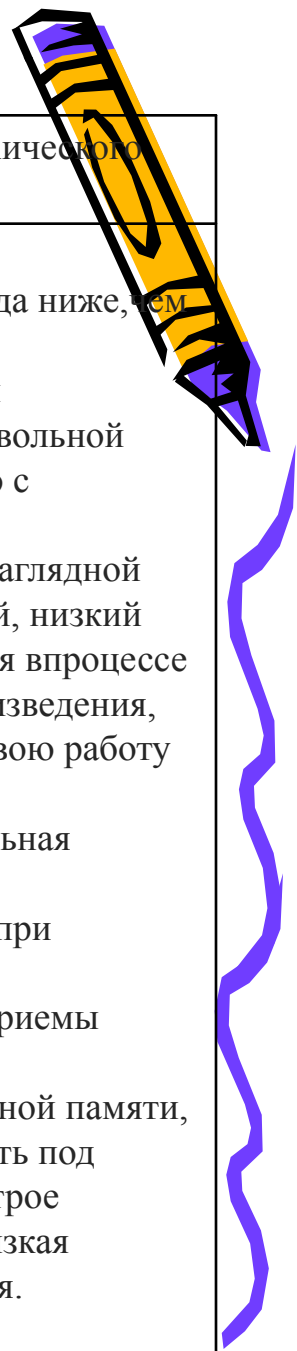 ического
да ниже,чем
вольной
о с
аглядной
й, низкий
я впроцессе
изведения,
вою работу
ьная
при
риемы
ной памяти,
ть под
трое
изкая
я.